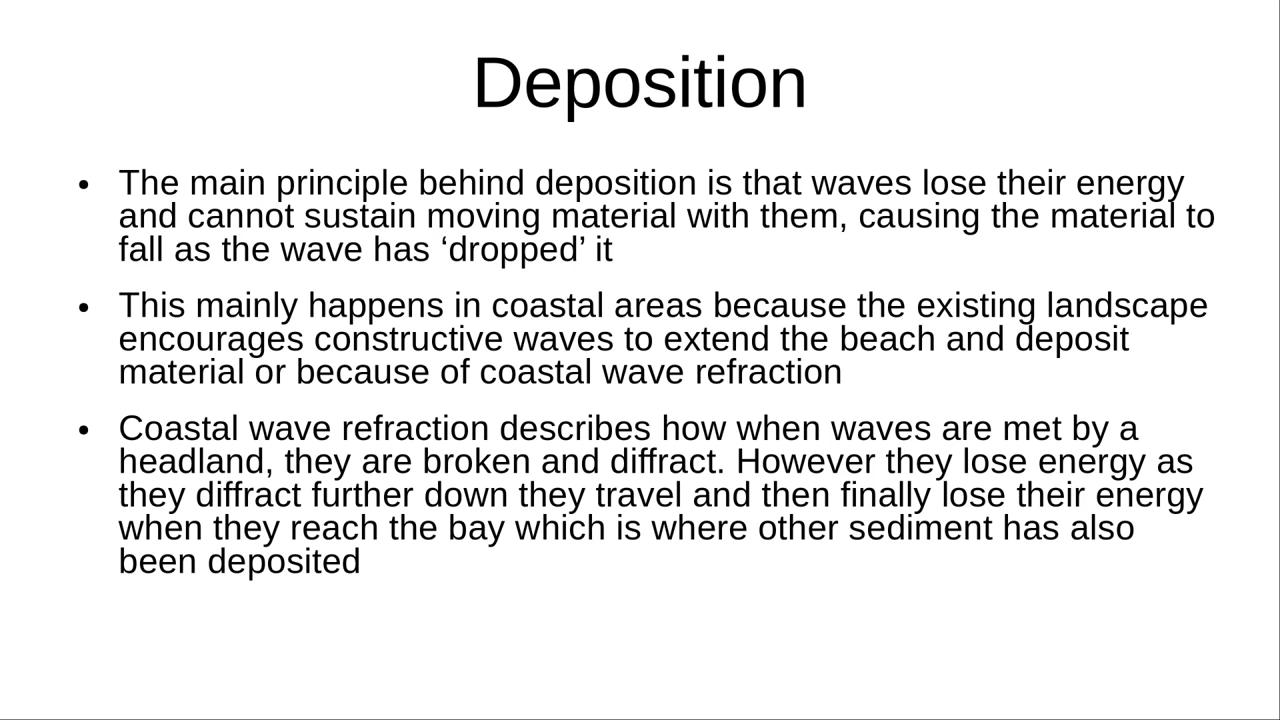 Deposition
• The main principle behind deposition is that waves lose their energy
and cannot sustain moving material with them, causing the material to
fall as the wave has ‘dropped’ it
• This mainly happens in coastal areas because the existing landscape
encourages constructive waves to extend the beach and deposit
material or because of coastal wave refraction
• Coastal wave refraction describes how when waves are met by a
headland, they are broken and diffract. However they lose energy as
they diffract further down they travel and then finally lose their energy
when they reach the bay which is where other sediment has also
been deposited